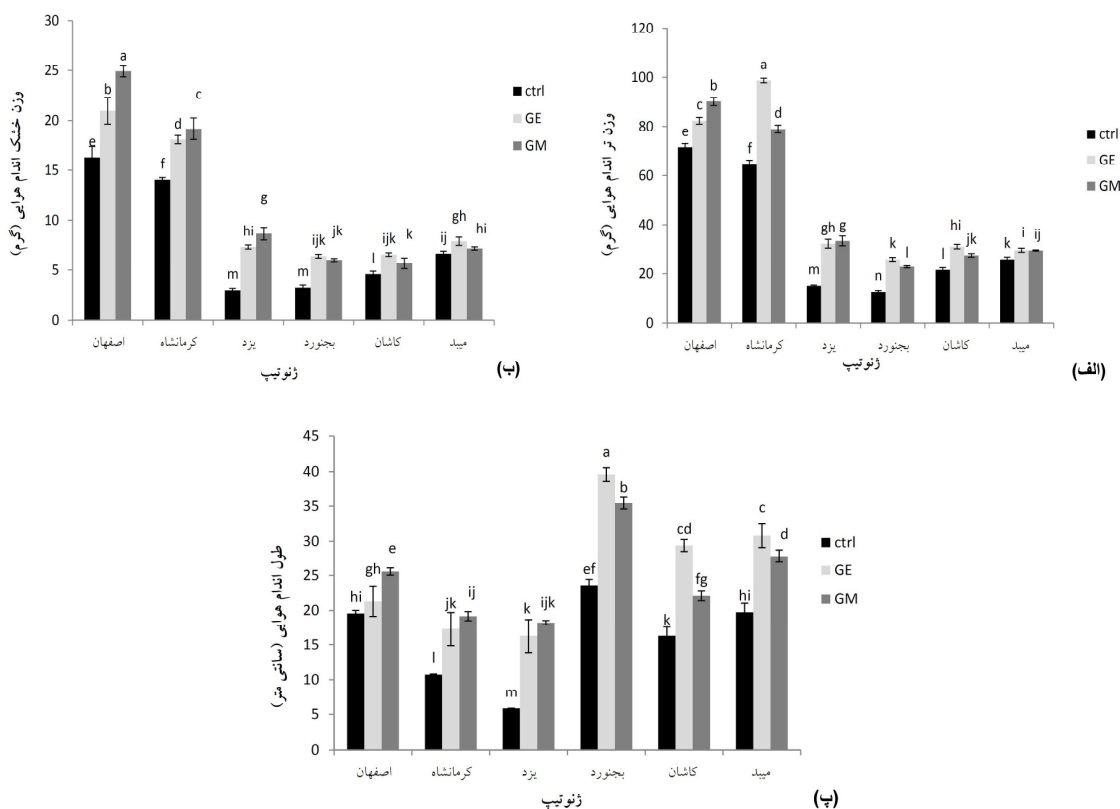 30
25
20
15
10
5
0
وزن خشک اندام هوایی (گرم)
e b a
f d c
m hi g
m ijk jk
l ijk k
ij gh hi
اصفهان کرمانشاه یزد بجنورد کاشان میبد
ژنوتیپ
(ب)
ctrl
GE
GM
120
100
80
60
40
20
0
وزن تر اندام هوایی (گرم)
e c b
f a d
m gh g
n k l
l hi jk
k i ij
اصفهان کرمانشاه یزد بجنورد کاشان میبد
ژنوتیپ
(الف)
ctrl
GE
GM
45
40
35
30
25
20
15
10
5
0
طول اندام هوایی (سانتی متر)
hi gh e
l jk ij
m k ijk
ef a b
k cd fg
hi c d
اصفهان کرمانشاه یزد بجنورد کاشان میبد
ژنوتیپ
(پ)
ctrl
GE
GM